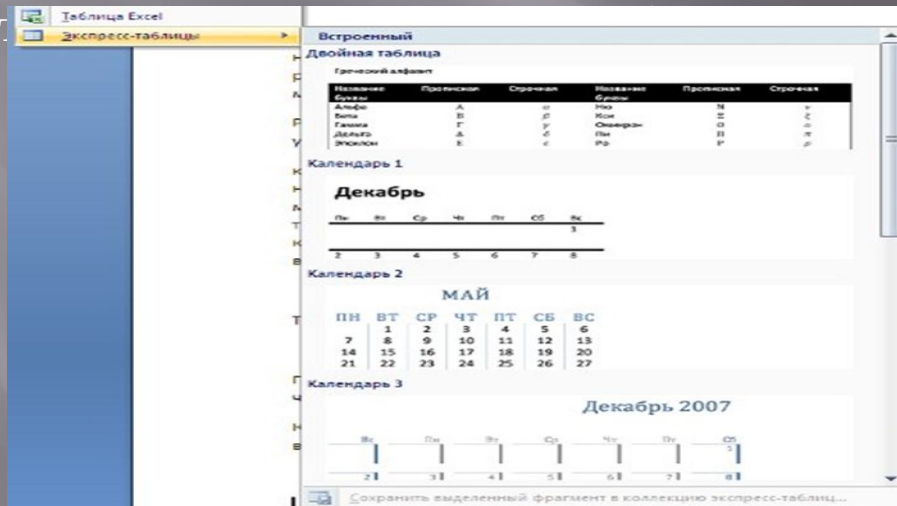 Таблица Excel
Экспресс-таблицы
Встроенный
Двойная таблица
Греческий алфавит
Название буквы Прописная Строчная Название буквы Прописная Строчная
Альфа Α α Ню Ν ν
Бета Β β Кси Ξ ξ
Гамма Γ γ Омикрон Ο ο
Дельта Δ δ Пи Π π
Эпсилон Ε ε Ро Ρ ρ
Календарь 1
Декабрь
Пн Вт Ср Чт Пт Сб Вс
1
2 3 4 5 6 7 8
Календарь 2
МАЙ
ПН ВТ СР ЧТ ПТ СБ ВС
1 2 3 4 5 6
7 8 9 10 11 12 13
14 15 16 17 18 19 20
21 22 23 24 25 26 27
Календарь 3
Декабрь 2007
Вс Пн Вт Ср Чт Пт Сб
1
2 3 4 5 6 7 8
Сохранить выделенный фрагмент в коллекцию экспресс-таблиц...